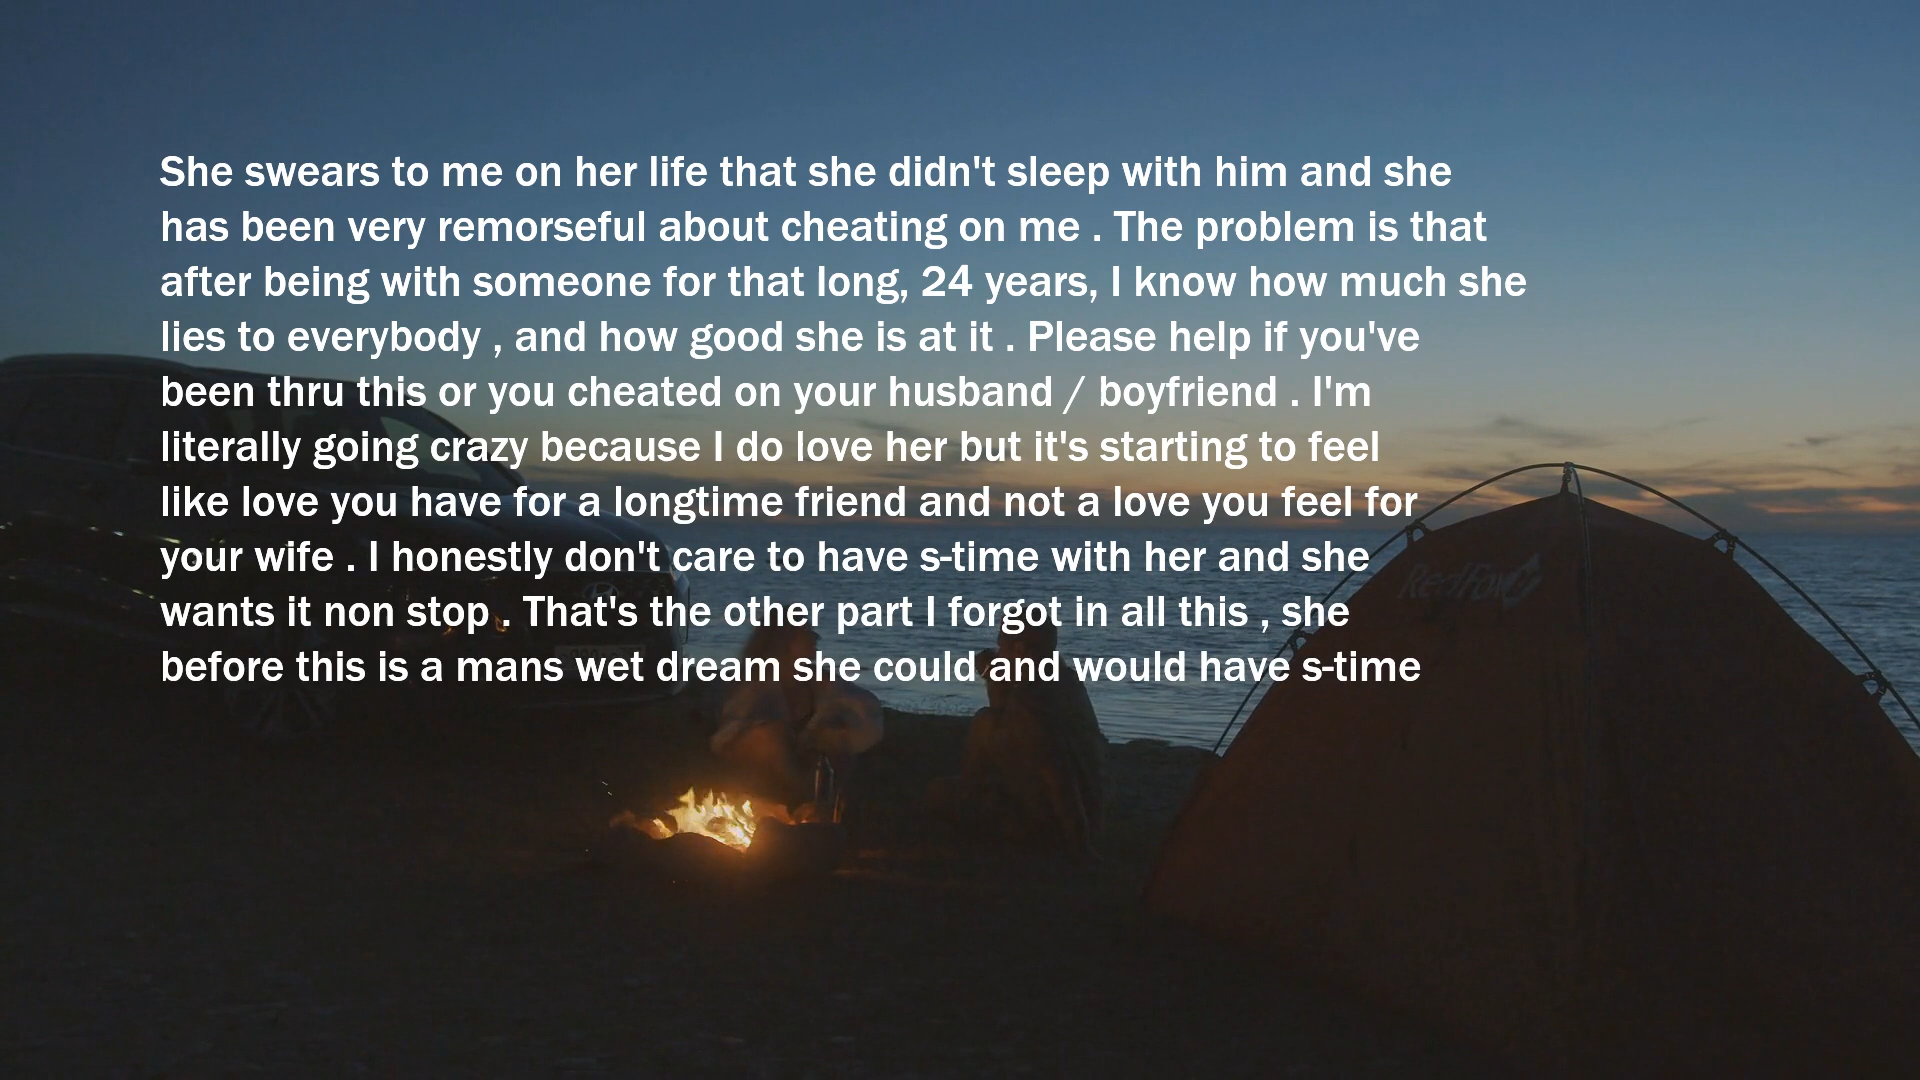 She swears to me on her life that she didn't sleep with him and she
has been very remorseful about cheating on me . The problem is that
after being with someone for that long, 24 years, I know how much she
lies to everybody , and how good she is at it . Please help if you've
been thru this or you cheated on your husband / boyfriend . I'm
literally going crazy because I do love her but it's starting to feel
like love you have for a longtime friend and not a love you feel for
your wife . I honestly don't care to have s-time with her and she
wants it non stop . That's the other part I forgot in all this , she
before this is a mans wet dream she could and would have s-time
RedFox